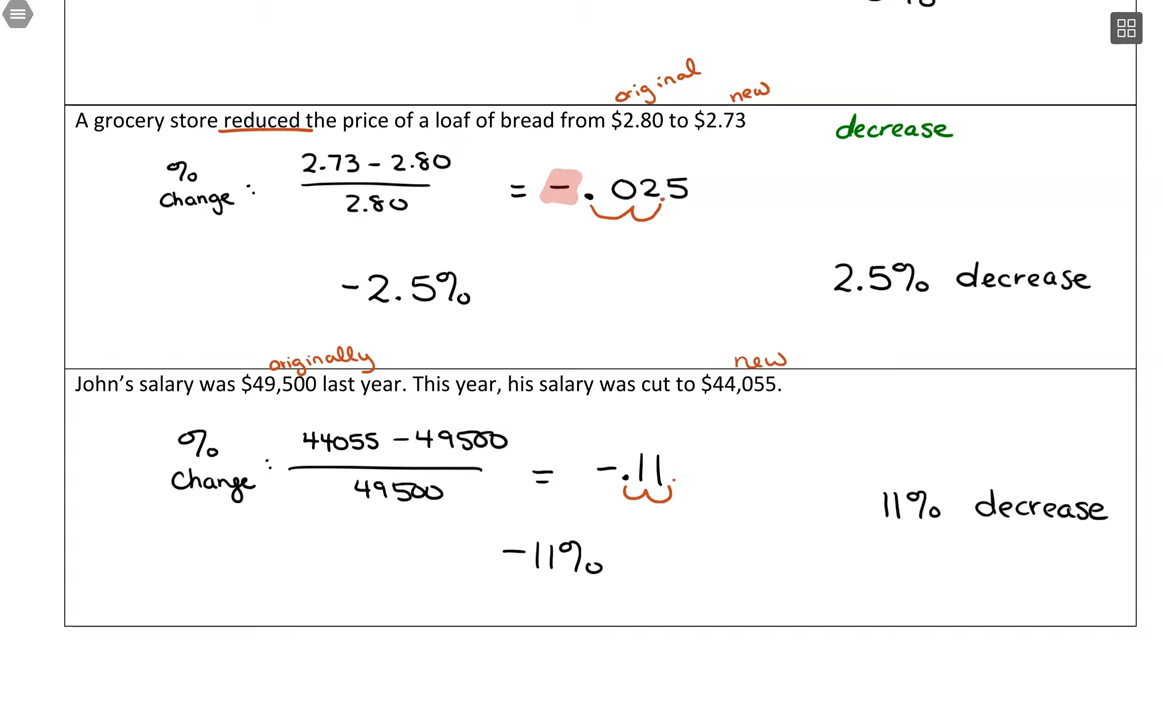 original new
A grocery store reduced the price of a loaf of bread from $2.80 to $2.73
decrease
% Change: 2.73 - 2.80
2.80
= -.025
-2.5%
2.5% decrease
originally new
John's salary was $49,500 last year. This year, his salary was cut to $44,055.
% Change: 44055 - 49500
49500
= -.11
11% decrease
-11%